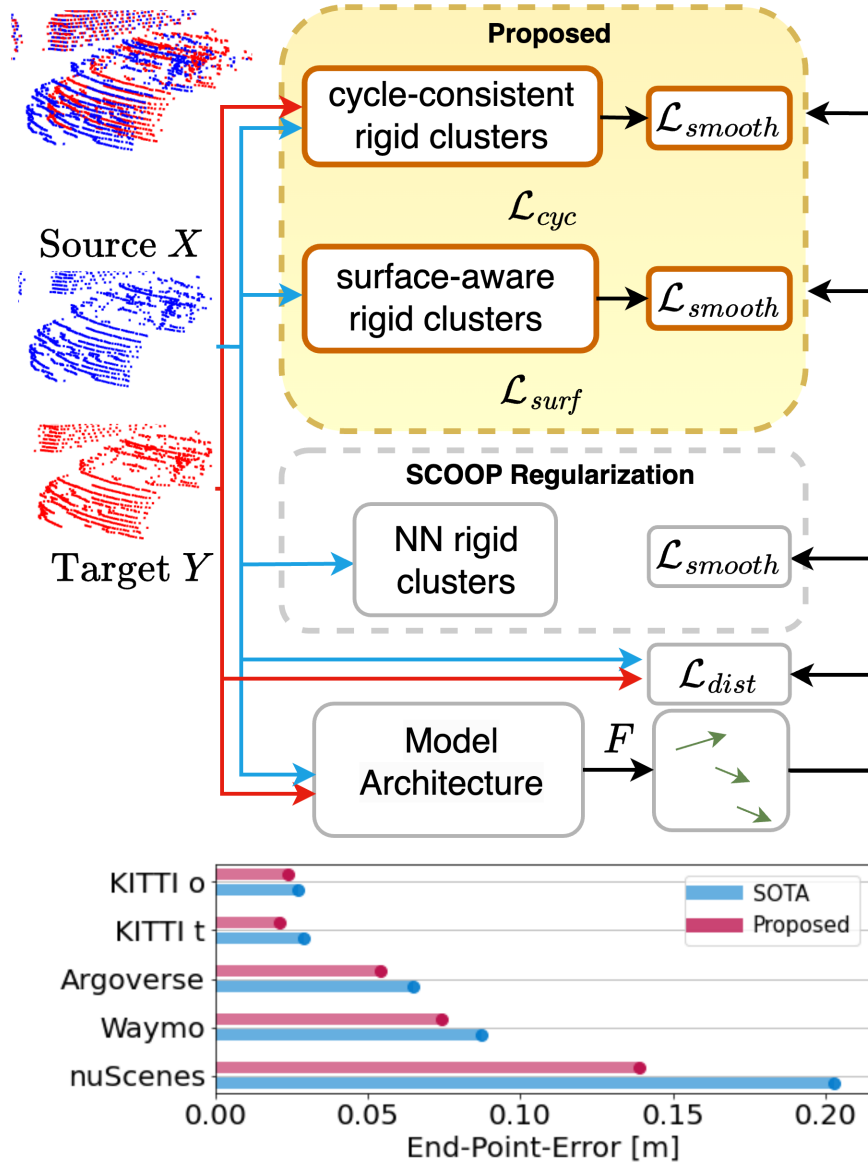 Proposed
cycle-consistent
rigid clusters
ℒsmooth
ℒcyc
Source X
surface-aware
rigid clusters
ℒsmooth
ℒsurf
SCOOP Regularization
NN rigid
clusters
ℒsmooth
Target Y
ℒdist
Model
Architecture
F
KITTI o
KITTI t
Argoverse
Waymo
nuScenes
SOTA
Proposed
0.00 0.05 0.10 0.15 0.20
End-Point-Error [m]